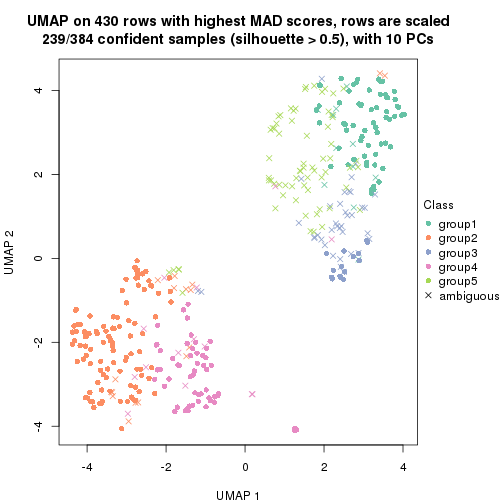 UMAP on 430 rows with highest MAD scores, rows are scaled
239/384 confident samples (silhouette > 0.5), with 10 PCs
4
2
0
-2
-4
UMAP 2
-4
-2
0
2
4
UMAP 1
Class
group1
group2
group3
group4
group5
ambiguous